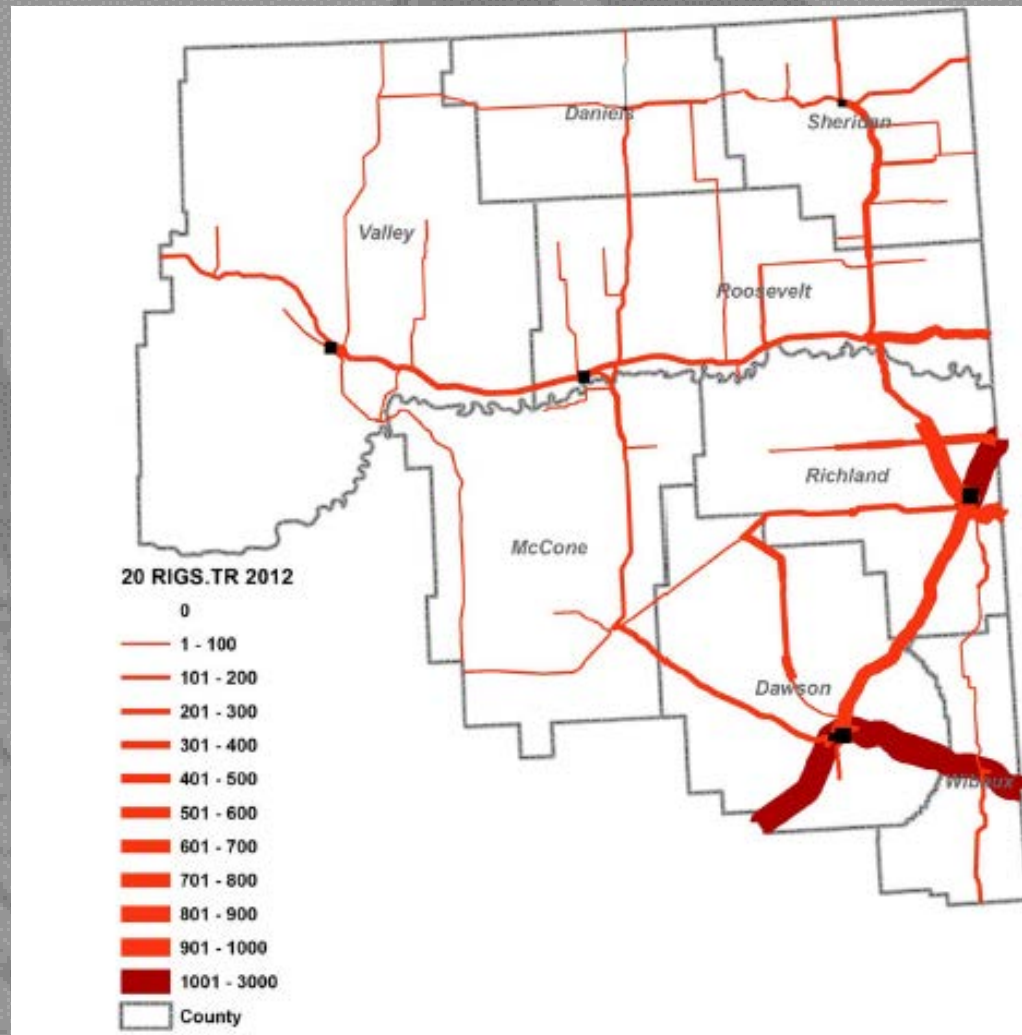 Daniels
Sheridan
Valley
Roosevelt
Richland
McCone
20 RIGS.TR 2012
0
1 - 100
101 - 200
201 - 300
301 - 400
401 - 500
501 - 600
601 - 700
701 - 800
801 - 900
901 - 1000
1001 - 3000
County
Dawson
Wibaux